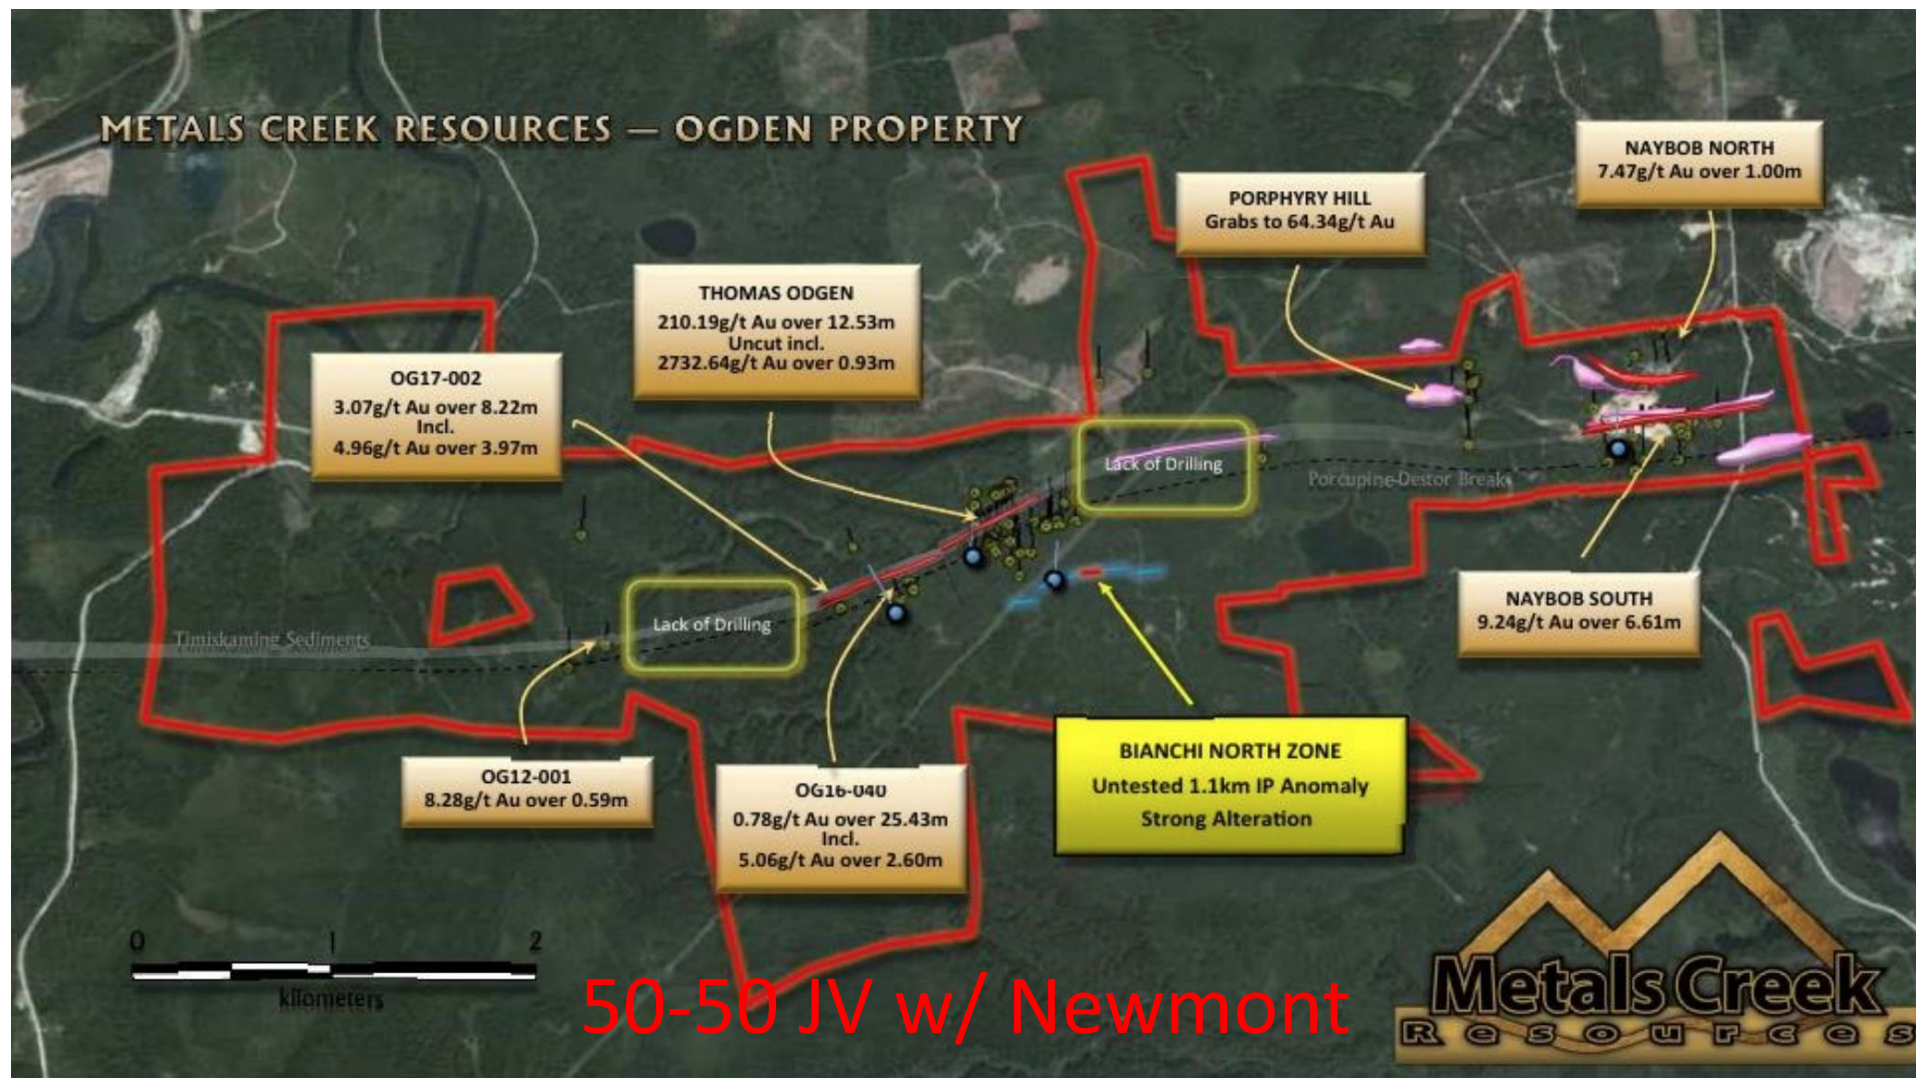 METALS CREEK RESOURCES — OGDEN PROPERTY
NAYBOB NORTH
7.47g/t Au over 1.00m
PORPHYRY HILL
Grabs to 64.34g/t Au
THOMAS ODGEN
210.19g/t Au over 12.53m
Uncut incl.
2732.64g/t Au over 0.93m
OG17-002
3.07g/t Au over 8.22m
Incl.
4.96g/t Au over 3.97m
Lack of Drilling
Porcupine-Destor Break
Lack of Drilling
Timiskaming Sediments
NAYBOB SOUTH
9.24g/t Au over 6.61m
BIANCHI NORTH ZONE
Untested 1.1km IP Anomaly
Strong Alteration
OG12-001
8.28g/t Au over 0.59m
OG16-040
0.78g/t Au over 25.43m
Incl.
5.06g/t Au over 2.60m
0 1 2
kilometers
50-50 JV w/ Newmont
Metals Creek
Resources